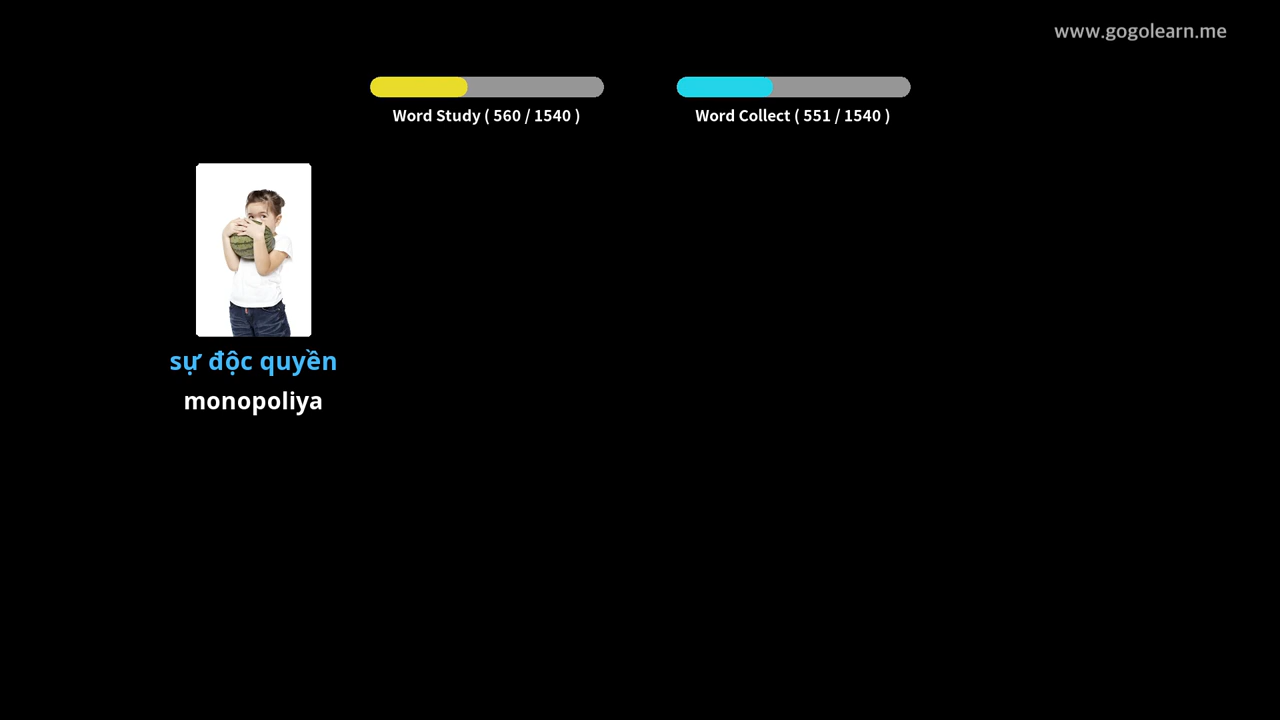 www.gogolearn.me
Word Study ( 560 / 1540 )
Word Collect ( 551 / 1540 )
sự độc quyền
monopoliya